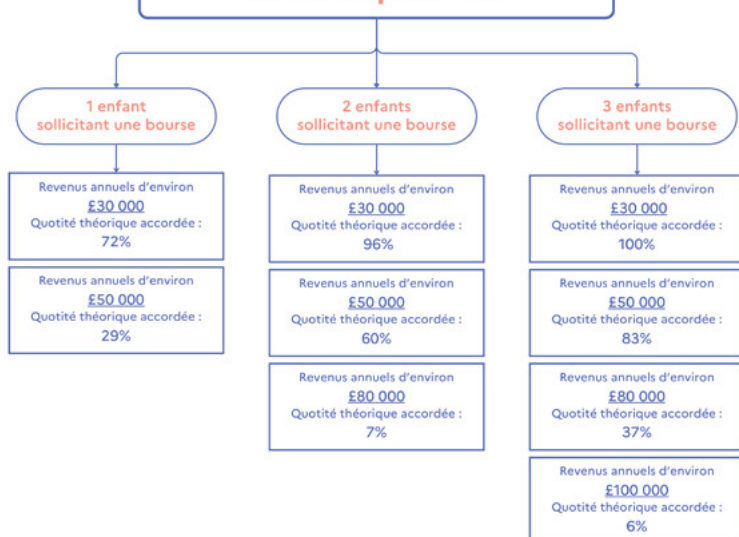 1 enfant
sollicitant une bourse
Revenus annuels d'environ
£30 000
Quotité théorique accordée :
72%
Revenus annuels d'environ
£50 000
Quotité théorique accordée :
29%
2 enfants
sollicitant une bourse
Revenus annuels d'environ
£30 000
Quotité théorique accordée :
96%
Revenus annuels d'environ
£50 000
Quotité théorique accordée :
60%
Revenus annuels d'environ
£80 000
Quotité théorique accordée :
7%
3 enfants
sollicitant une bourse
Revenus annuels d'environ
£30 000
Quotité théorique accordée :
100%
Revenus annuels d'environ
£50 000
Quotité théorique accordée :
83%
Revenus annuels d'environ
£80 000
Quotité théorique accordée :
37%
Revenus annuels d'environ
£100 000
Quotité théorique accordée :
6%